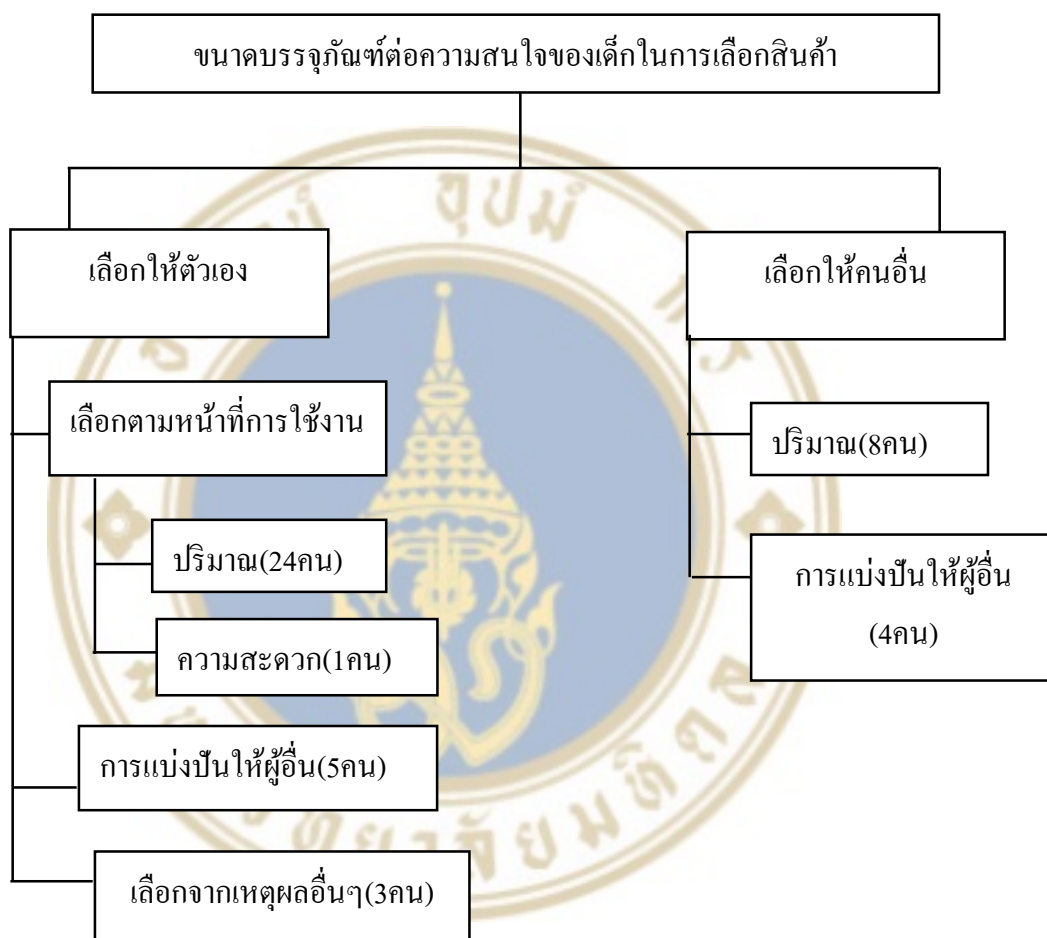 ขนาดบรรจุภัณฑ์ต่อความสนใจของเด็กในการเลือกสินค้า
เลือกให้ตัวเอง
เลือกตามหน้าที่การใช้งาน
ปริมาณ(24คน)
ความสะดวก(1คน)
การแบ่งปันให้ผู้อื่น(5คน)
เลือกจากเหตุผลอื่นๆ(3คน)
เลือกให้คนอื่น
ปริมาณ(8คน)
การแบ่งปันให้ผู้อื่น
(4คน)
อุปมํ